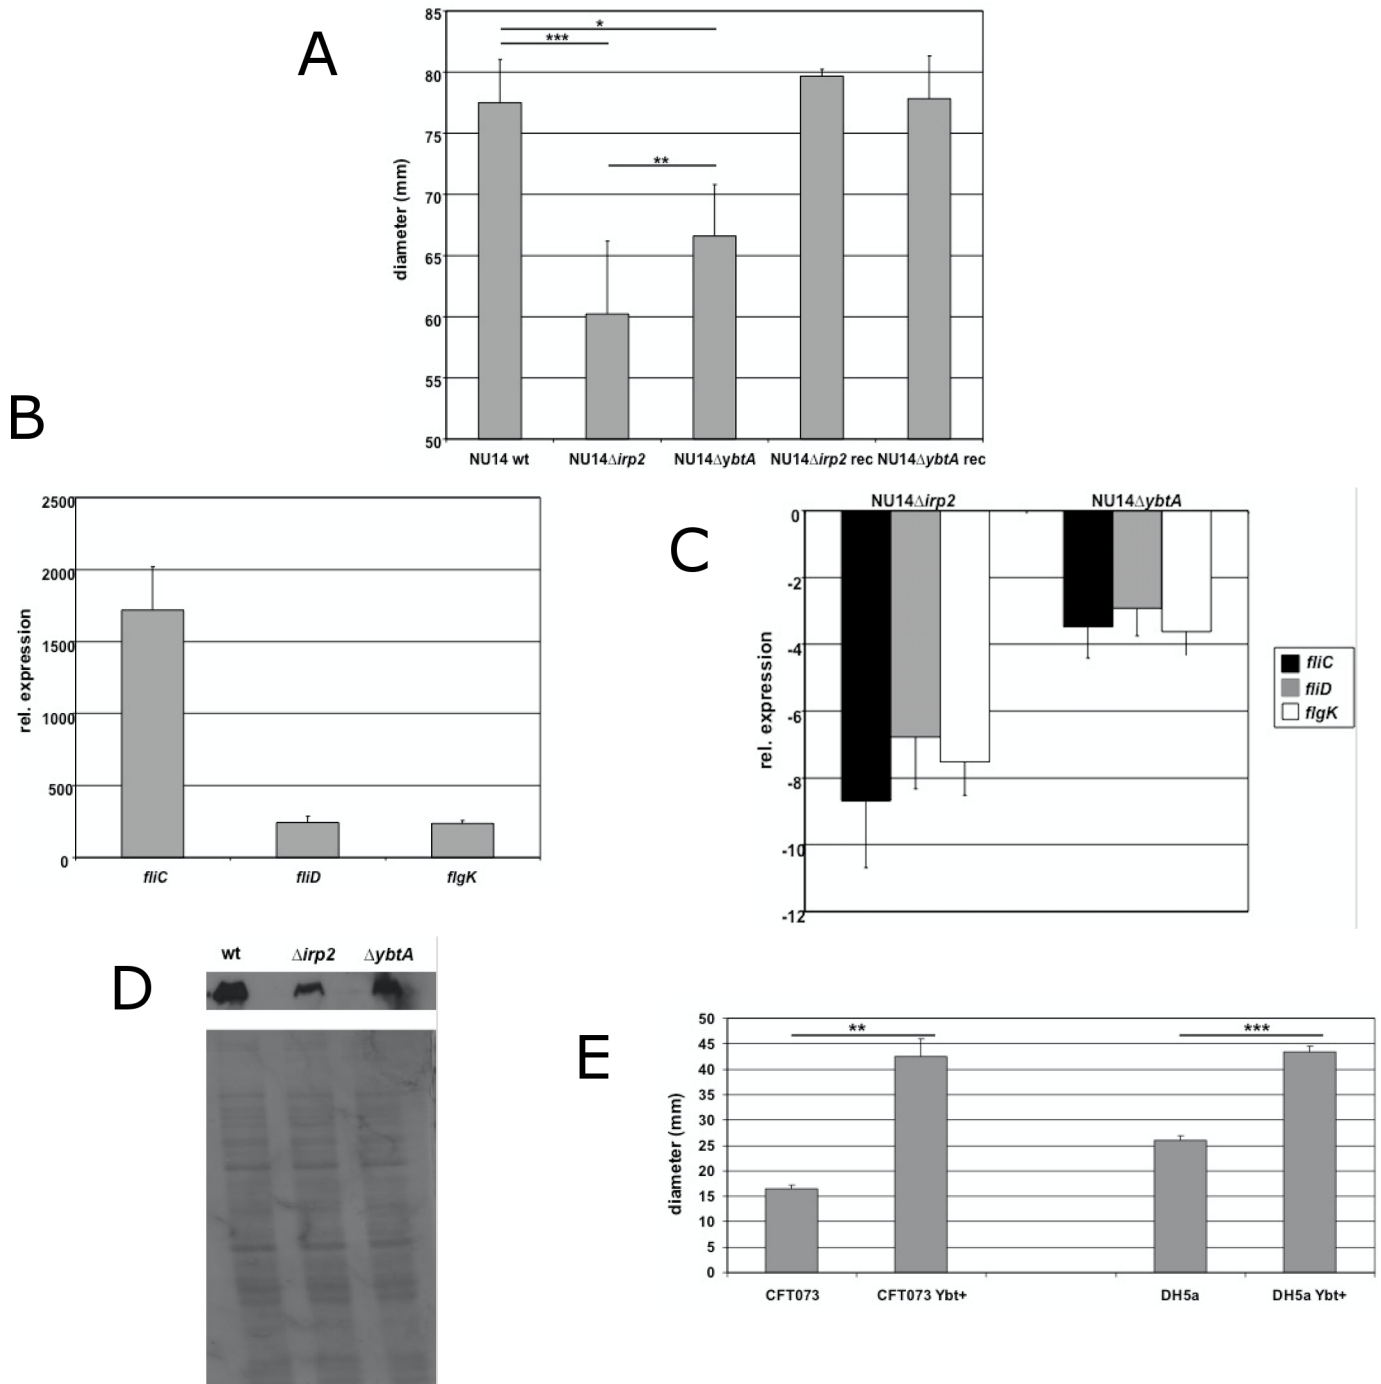 A
85
80
75
70
65
60
55
50
diameter (mm)
*
***
**
NU14 wt NU14Δirp2 NU14ΔybtA NU14Δirp2 rec NU14ΔybtA rec
B
2500
2000
1500
1000
500
0
rel. expression
fliC fliD flgK
C
NU14Δirp2 NU14ΔybtA
0
-2
-4
-6
-8
-10
-12
rel. expression
fliC
fliD
flgK
D
wt Δirp2 ΔybtA
E
50
45
40
35
30
25
20
15
10
5
0
diameter (mm)
** ***
CFT073 CFT073 Ybt+ DH5a DH5a Ybt+